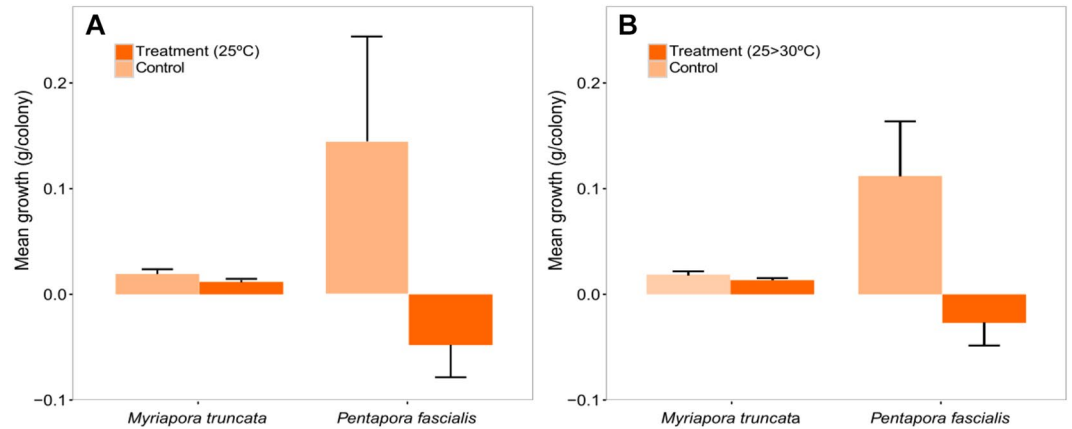 A
Treatment (25ºC)
Control
0.2
0.1
0.0
−0.1
Mean growth (g/colony)
Myriapora truncata
Pentapora fascialis
B
Treatment (25>30ºC)
Control
0.2
0.1
0.0
−0.1
Mean growth (g/colony)
Myriapora truncata
Pentapora fascialis